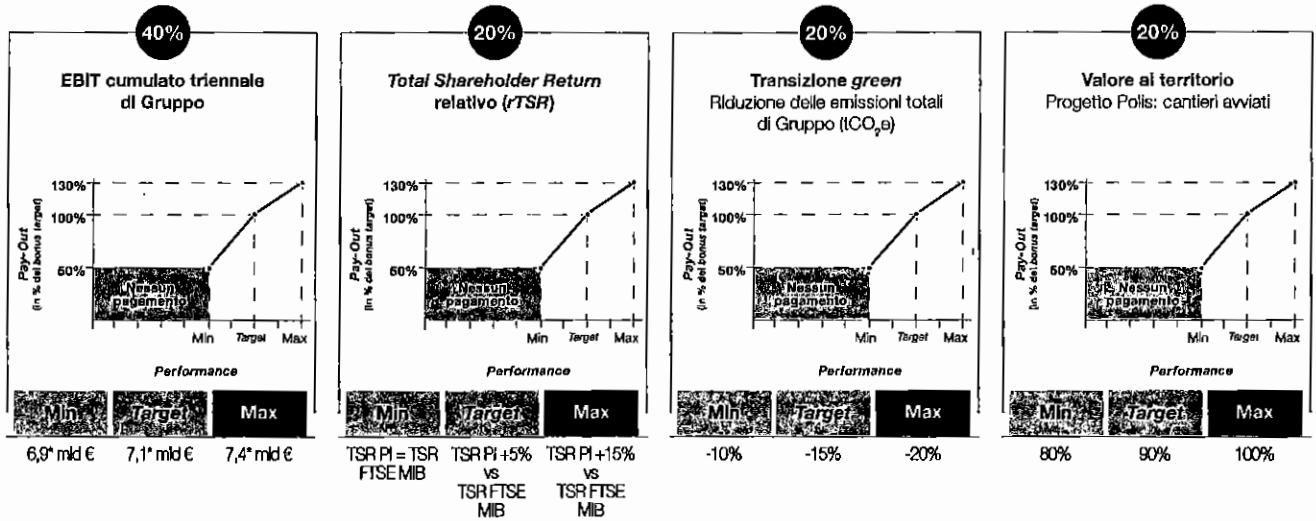 40%
EBIT cumulato triennale
di Gruppo
Pay-Out
(in % del bonus target)
130%
100%
50%
Nessun
pagamento
Min Target Max
Performance
Min Target Max
6,9* mld € 7,1* mld € 7,4* mld €
20%
Total Shareholder Return
relativo (rTSR)
Pay-Out
(in % del bonus target)
130%
100%
50%
Nessun
pagamento
Min Target Max
Performance
Min Target Max
TSR PI = TSR
FTSE MIB
TSR PI +5%
vs
TSR FTSE
MIB
TSR PI +15%
vs
TSR FTSE
MIB
20%
Transizione green
Riduzione delle emissioni totali
di Gruppo (tCO₂e)
Pay-Out
(in % del bonus target)
130%
100%
50%
Nessun
pagamento
Min Target Max
Performance
Min Target Max
-10% -15% -20%
20%
Valore al territorio
Progetto Polis: cantieri avviati
Pay-Out
(in % del bonus target)
130%
100%
50%
Nessun
pagamento
Min Target Max
Performance
Min Target Max
80% 90% 100%